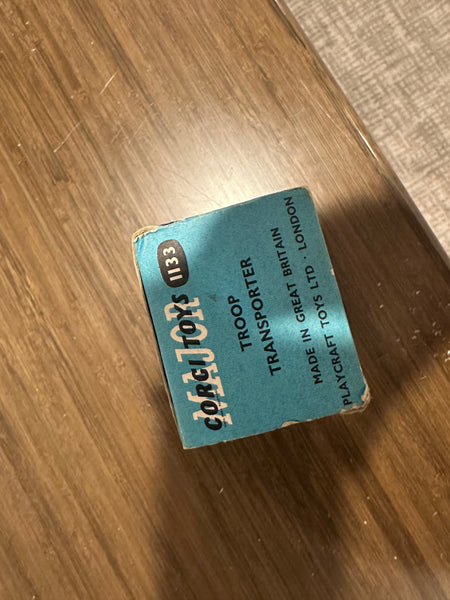 CORGI TOYS
MAJOR
1133
TROOP
TRANSPORTER
MADE IN GREAT BRITAIN
PLAYCRAFT TOYS LTD · LONDON